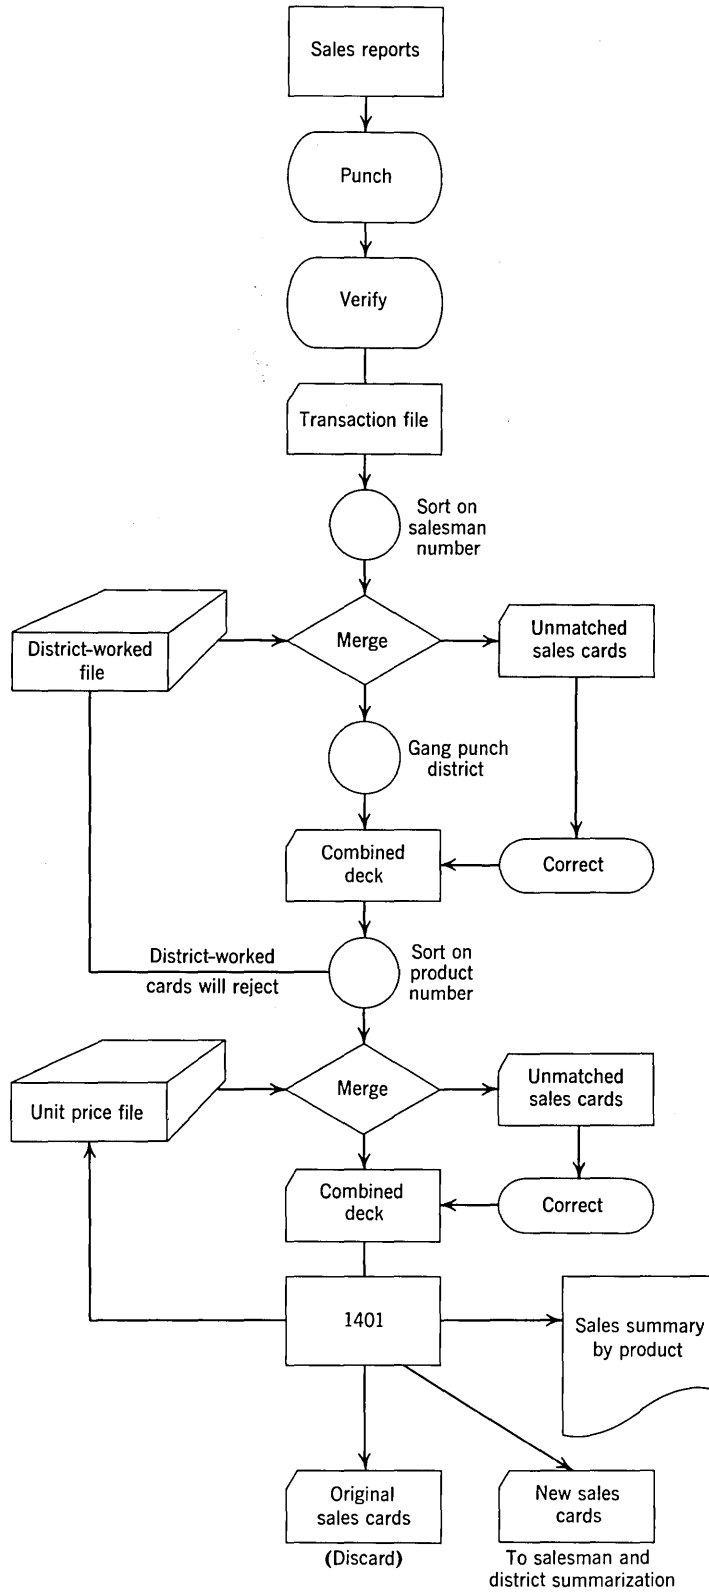 Sales reports
Punch
Verify
Transaction file
Sort on
salesman
number
District-worked
file
Merge
Unmatched
sales cards
Gang punch
district
Combined
deck
Correct
District-worked
cards will reject
Sort on
product
number
Unit price file
Merge
Unmatched
sales cards
Combined
deck
Correct
1401
Sales summary
by product
Original
sales cards
(Discard)
New sales
cards
To salesman and
district summarization